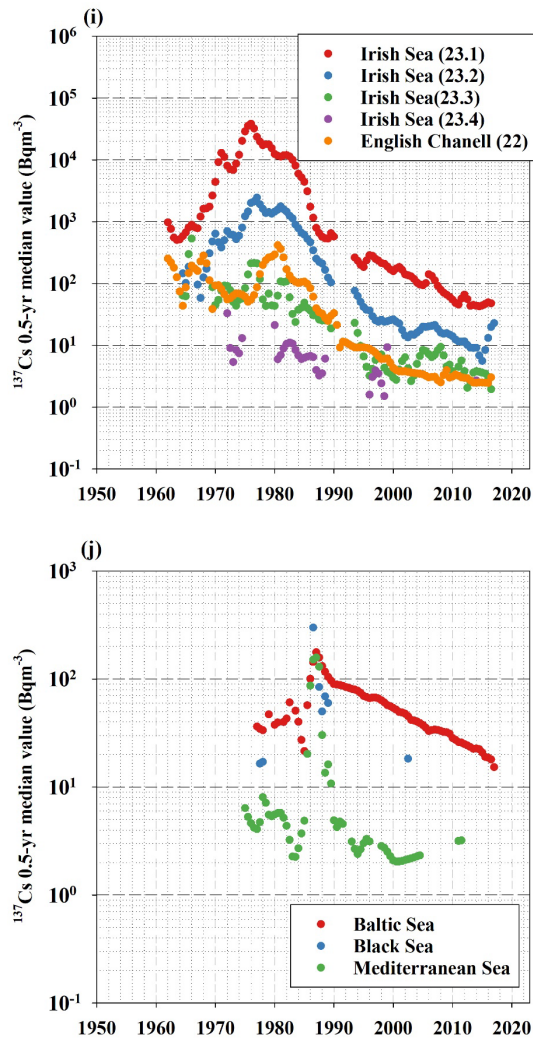 (i)
10⁶
10⁵
10⁴
10³
10²
10¹
10⁰
10⁻¹
¹³⁷Cs 0.5-yr median value (Bqm⁻³)
Irish Sea (23.1)
Irish Sea (23.2)
Irish Sea(23.3)
Irish Sea (23.4)
English Chanell (22)
1950 1960 1970 1980 1990 2000 2010 2020
(j)
10³
10²
10¹
10⁰
10⁻¹
¹³⁷Cs 0.5-yr median value (Bqm⁻³)
Baltic Sea
Black Sea
Mediterranean Sea
1950 1960 1970 1980 1990 2000 2010 2020